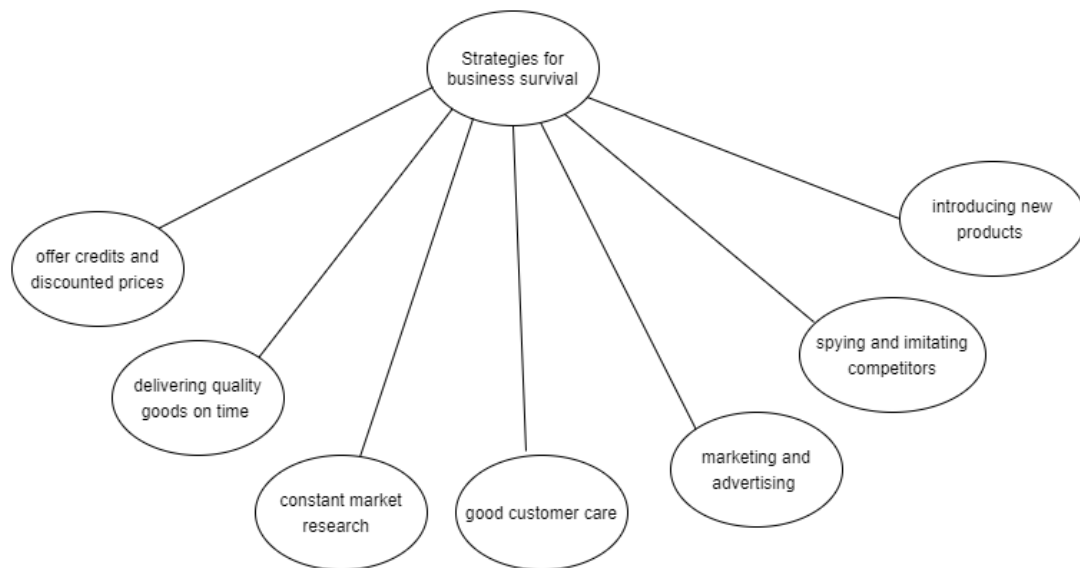 Strategies for
business survival
offer credits and
discounted prices
delivering quality
goods on time
constant market
research
good customer care
marketing and
advertising
spying and imitating
competitors
introducing new
products